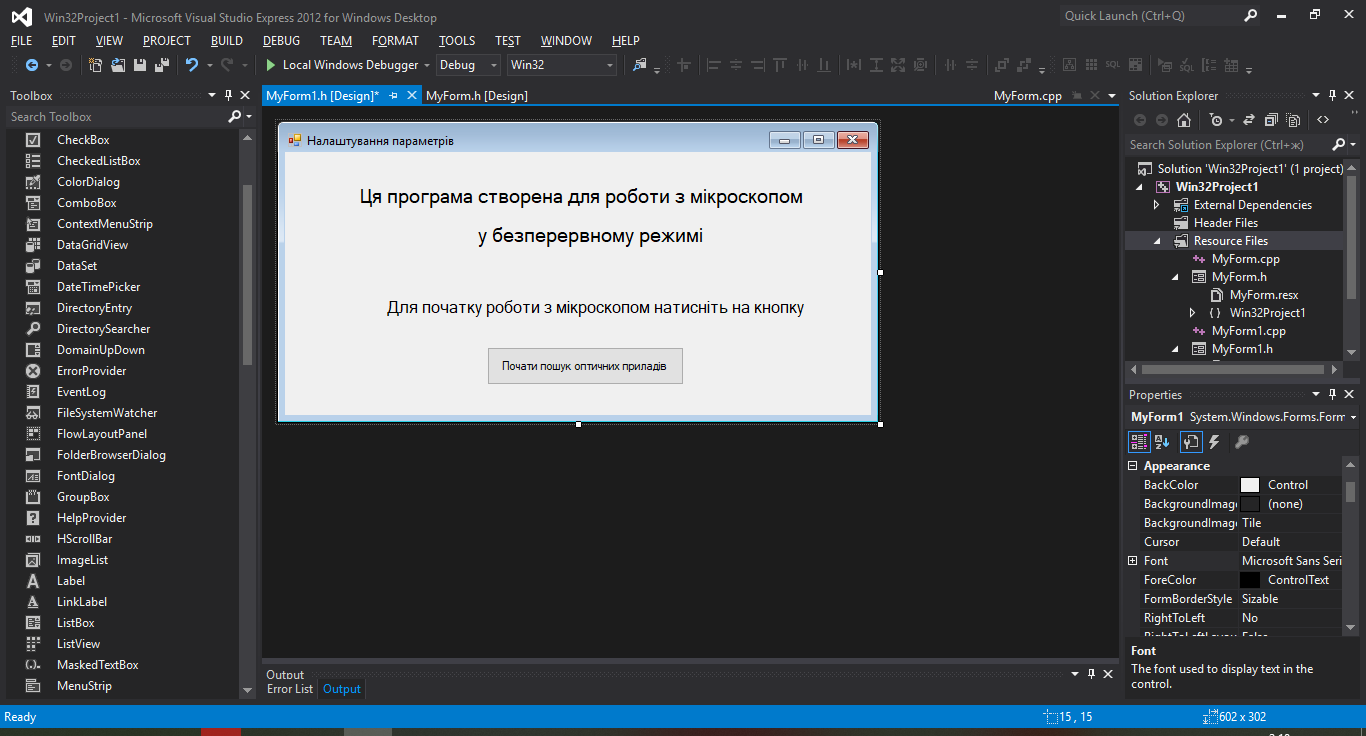 Win32Project1 - Microsoft Visual Studio Express 2012 for Windows Desktop
Quick Launch (Ctrl+Q)
FILE EDIT VIEW PROJECT BUILD DEBUG TEAM FORMAT TOOLS TEST WINDOW HELP
Local Windows Debugger Debug Win32
Toolbox
Search Toolbox
CheckBox
CheckedListBox
ColorDialog
ComboBox
ContextMenuStrip
DataGridView
DataSet
DateTimePicker
DirectoryEntry
DirectorySearcher
DomainUpDown
ErrorProvider
EventLog
FileSystemWatcher
FlowLayoutPanel
FolderBrowserDialog
FontDialog
GroupBox
HelpProvider
HScrollBar
ImageList
Label
LinkLabel
ListBox
ListView
MaskedTextBox
MenuStrip
MyForm1.h [Design]* MyForm.h [Design] MyForm.cpp
Налаштування параметрів
Ця програма створена для роботи з мікроскопом
у безперервному режимі
Для початку роботи з мікроскопом натисніть на кнопку
Почати пошук оптичних приладів
Output
Error List Output
Solution Explorer
Search Solution Explorer (Ctrl+ж)
Solution 'Win32Project1' (1 project)
Win32Project1
External Dependencies
Header Files
Resource Files
MyForm.cpp
MyForm.h
MyForm.resx
Win32Project1
MyForm1.cpp
MyForm1.h
Properties
MyForm1 System.Windows.Forms.Form
Appearance
BackColor Control
BackgroundImage (none)
BackgroundImage Tile
Cursor Default
Font Microsoft Sans Seri
ForeColor ControlText
FormBorderStyle Sizable
RightToLeft No
Font
The font used to display text in the
control.
Ready 15 , 15 602 x 302